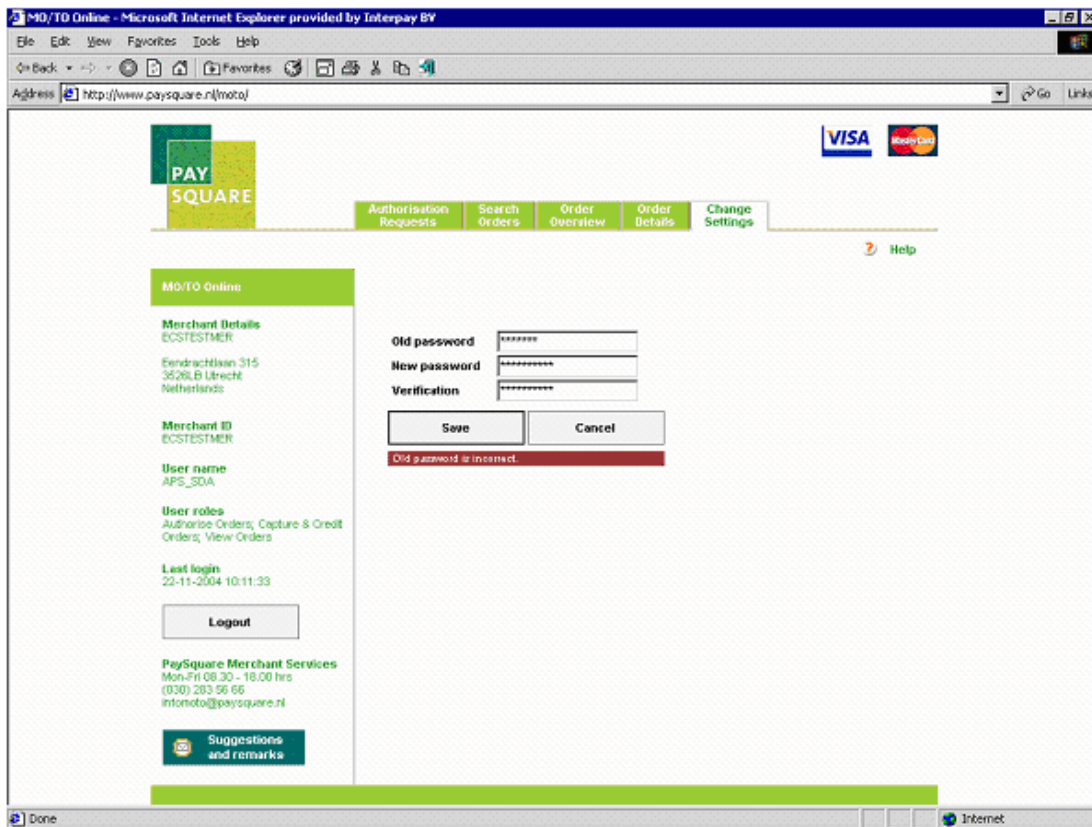 MO/TO Online - Microsoft Internet Explorer provided by Interpay BV
File Edit View Favorites Tools Help
Back Favorites
Address http://www.paysquare.nl/moto/ Go Links
PAY
SQUARE
VISA MasterCard
Authorisation
Requests
Search
Orders
Order
Overview
Order
Details
Change
Settings
? Help
MO/TO Online
Merchant Details
ECSTESTMER
Eendrachtlaan 315
3526LB Utrecht
Netherlands
Merchant ID
ECSTESTMER
User name
APS_SDA
User roles
Authorise Orders; Capture & Credit
Orders; View Orders
Last login
22-11-2004 10:11:33
Logout
PaySquare Merchant Services
Mon-Fri 08.30 - 18.00 hrs
(030) 283 56 66
infomoto@paysquare.nl
Suggestions
and remarks
Old password *******
New password **********
Verification **********
Save Cancel
Old password is incorrect.
Done Internet